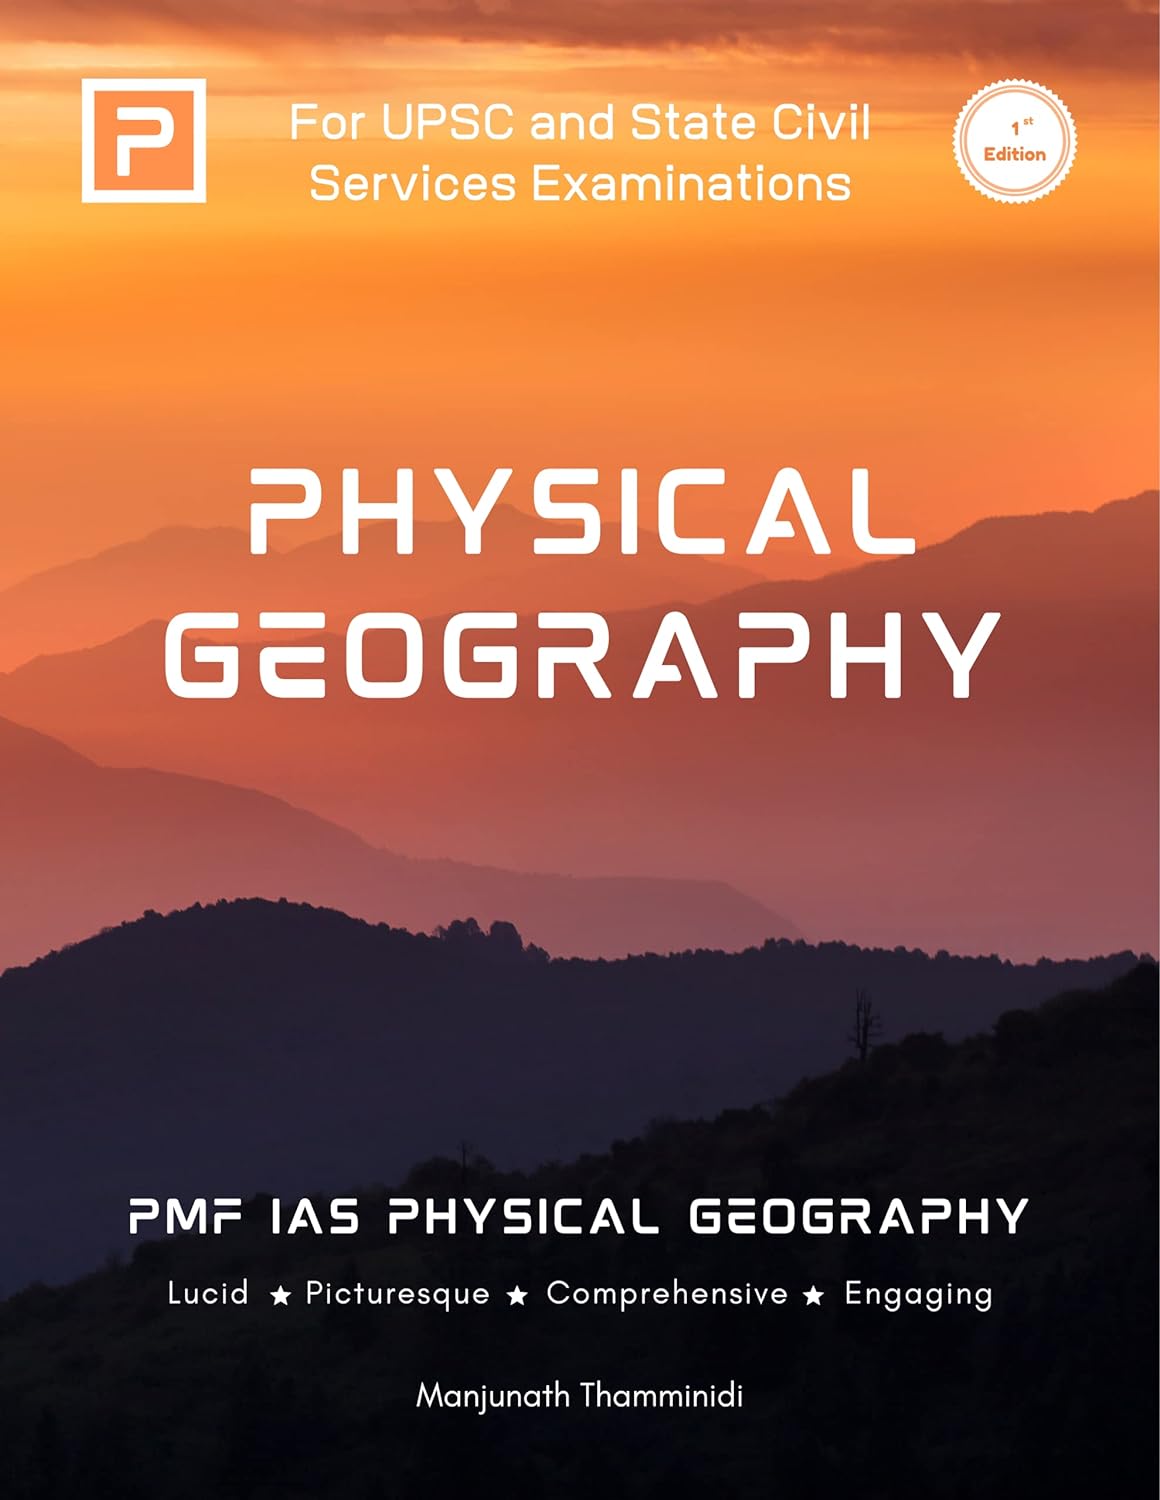 P
For UPSC and State Civil
Services Examinations
1st
Edition
PHYSICAL
GEOGRAPHY
PMF IAS PHYSICAL GEOGRAPHY
Lucid ★ Picturesque ★ Comprehensive ★ Engaging
Manjunath Thamminidi